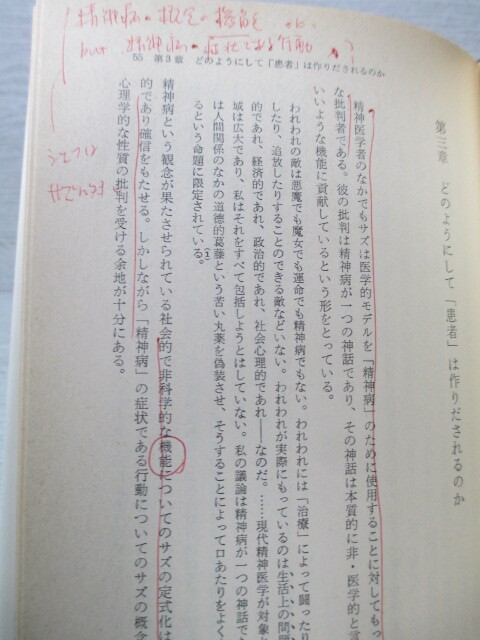 精神病の概念の機能 ok
but 精神病の症状である行動 ?
55 第3章 どのようにして「患者」は作りだされるのか
第三章 どのようにして「患者」は作りだされるのか
精神医学者のなかでもサズは医学的モデルを「精神病」のために使用することに対してもっ
な批判者である。彼の批判は精神病が一つの神話であり、その神話は本質的に非・医学的と言
いいような機能に貢献しているという形をとっている。
われわれの敵は悪魔でも魔女でも運命でも精神病でもない。われわれには「治療」によって闘ったり
したり、追放したりすることのできる敵などいない。われわれが実際にもっているのは生活上の問題
的であれ、経済的であれ、政治的であれ、社会心理的であれ――なのだ。……現代精神医学が対象
域は広大であり、私はそれをすべて包括しようとはしていない。私の議論は精神病が一つの神話で
は人間関係のなかの道徳的葛藤という苦い丸薬を偽装させ、そうすることによって口あたりをよく
るという命題に限定されている。(1)
精神病という観念が果たさせられている社会的で非科学的な機能についてのサズの定式化は
的であり確信をもたせる。しかしながら「精神病」の症状である行動についてのサズの概念
心理学的な性質の批判を受ける余地が十分にある。
シェフは